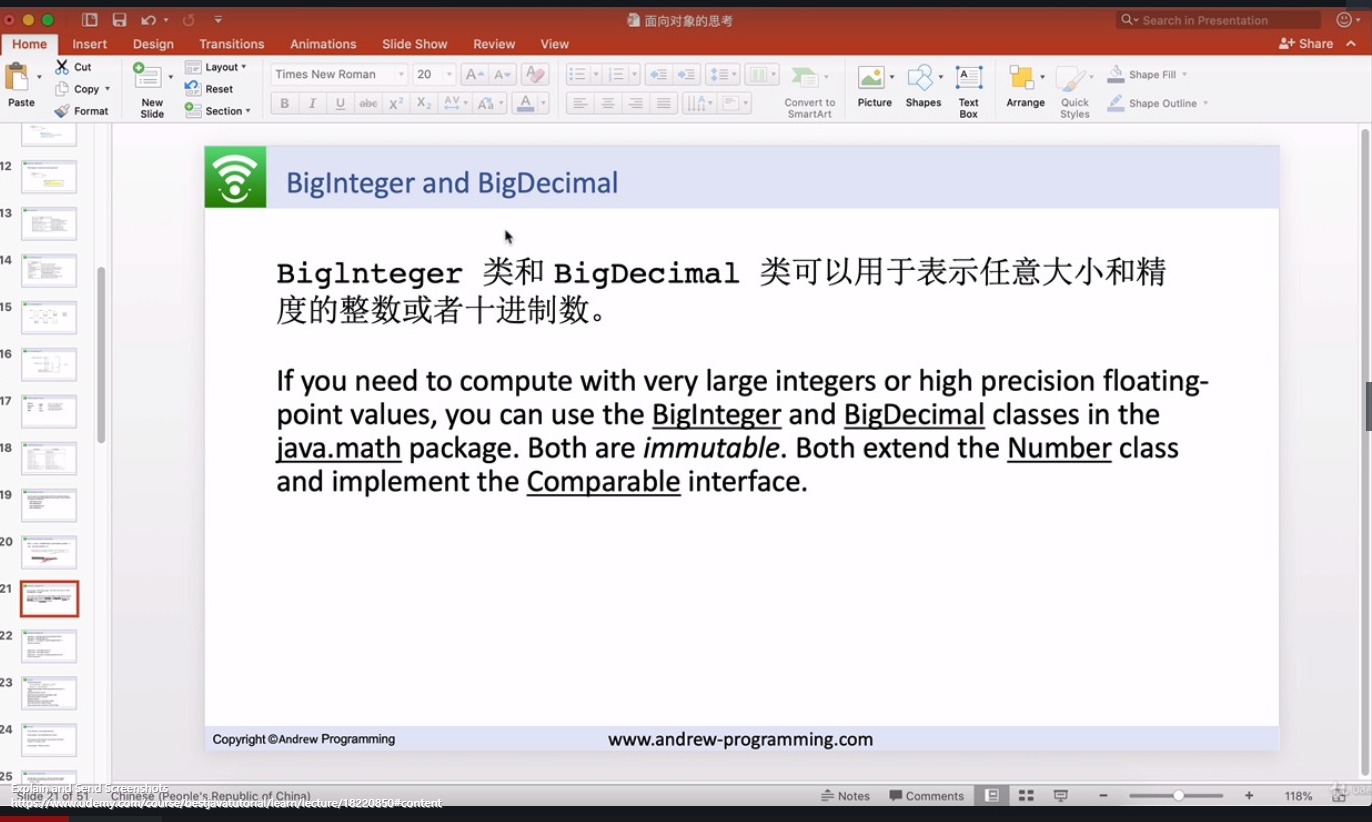 面向对象的思考
Search in Presentation
Home Insert Design Transitions Animations Slide Show Review View
Share
Paste
Cut
Copy
Format
New Slide
Layout
Reset
Section
Times New Roman 20
B I U abc X² X₂ AV Aa A
Convert to SmartArt
Picture
Shapes
Text Box
Arrange
Quick Styles
Shape Fill
Shape Outline
12
13
14
15
16
17
18
19
20
21
22
23
24
25
BigInteger and BigDecimal
Biglnteger 类和 BigDecimal 类可以用于表示任意大小和精
度的整数或者十进制数。
If you need to compute with very large integers or high precision floating-
point values, you can use the BigInteger and BigDecimal classes in the
java.math package. Both are immutable. Both extend the Number class
and implement the Comparable interface.
Copyright ©Andrew Programming
www.andrew-programming.com
Explain and Send Screenshots
Slide 21 of 51 Chinese (People's Republic of China)
https://www.udemy.com/course/bestjavatutorial/learn/lecture/18220850#content
Notes Comments 118%